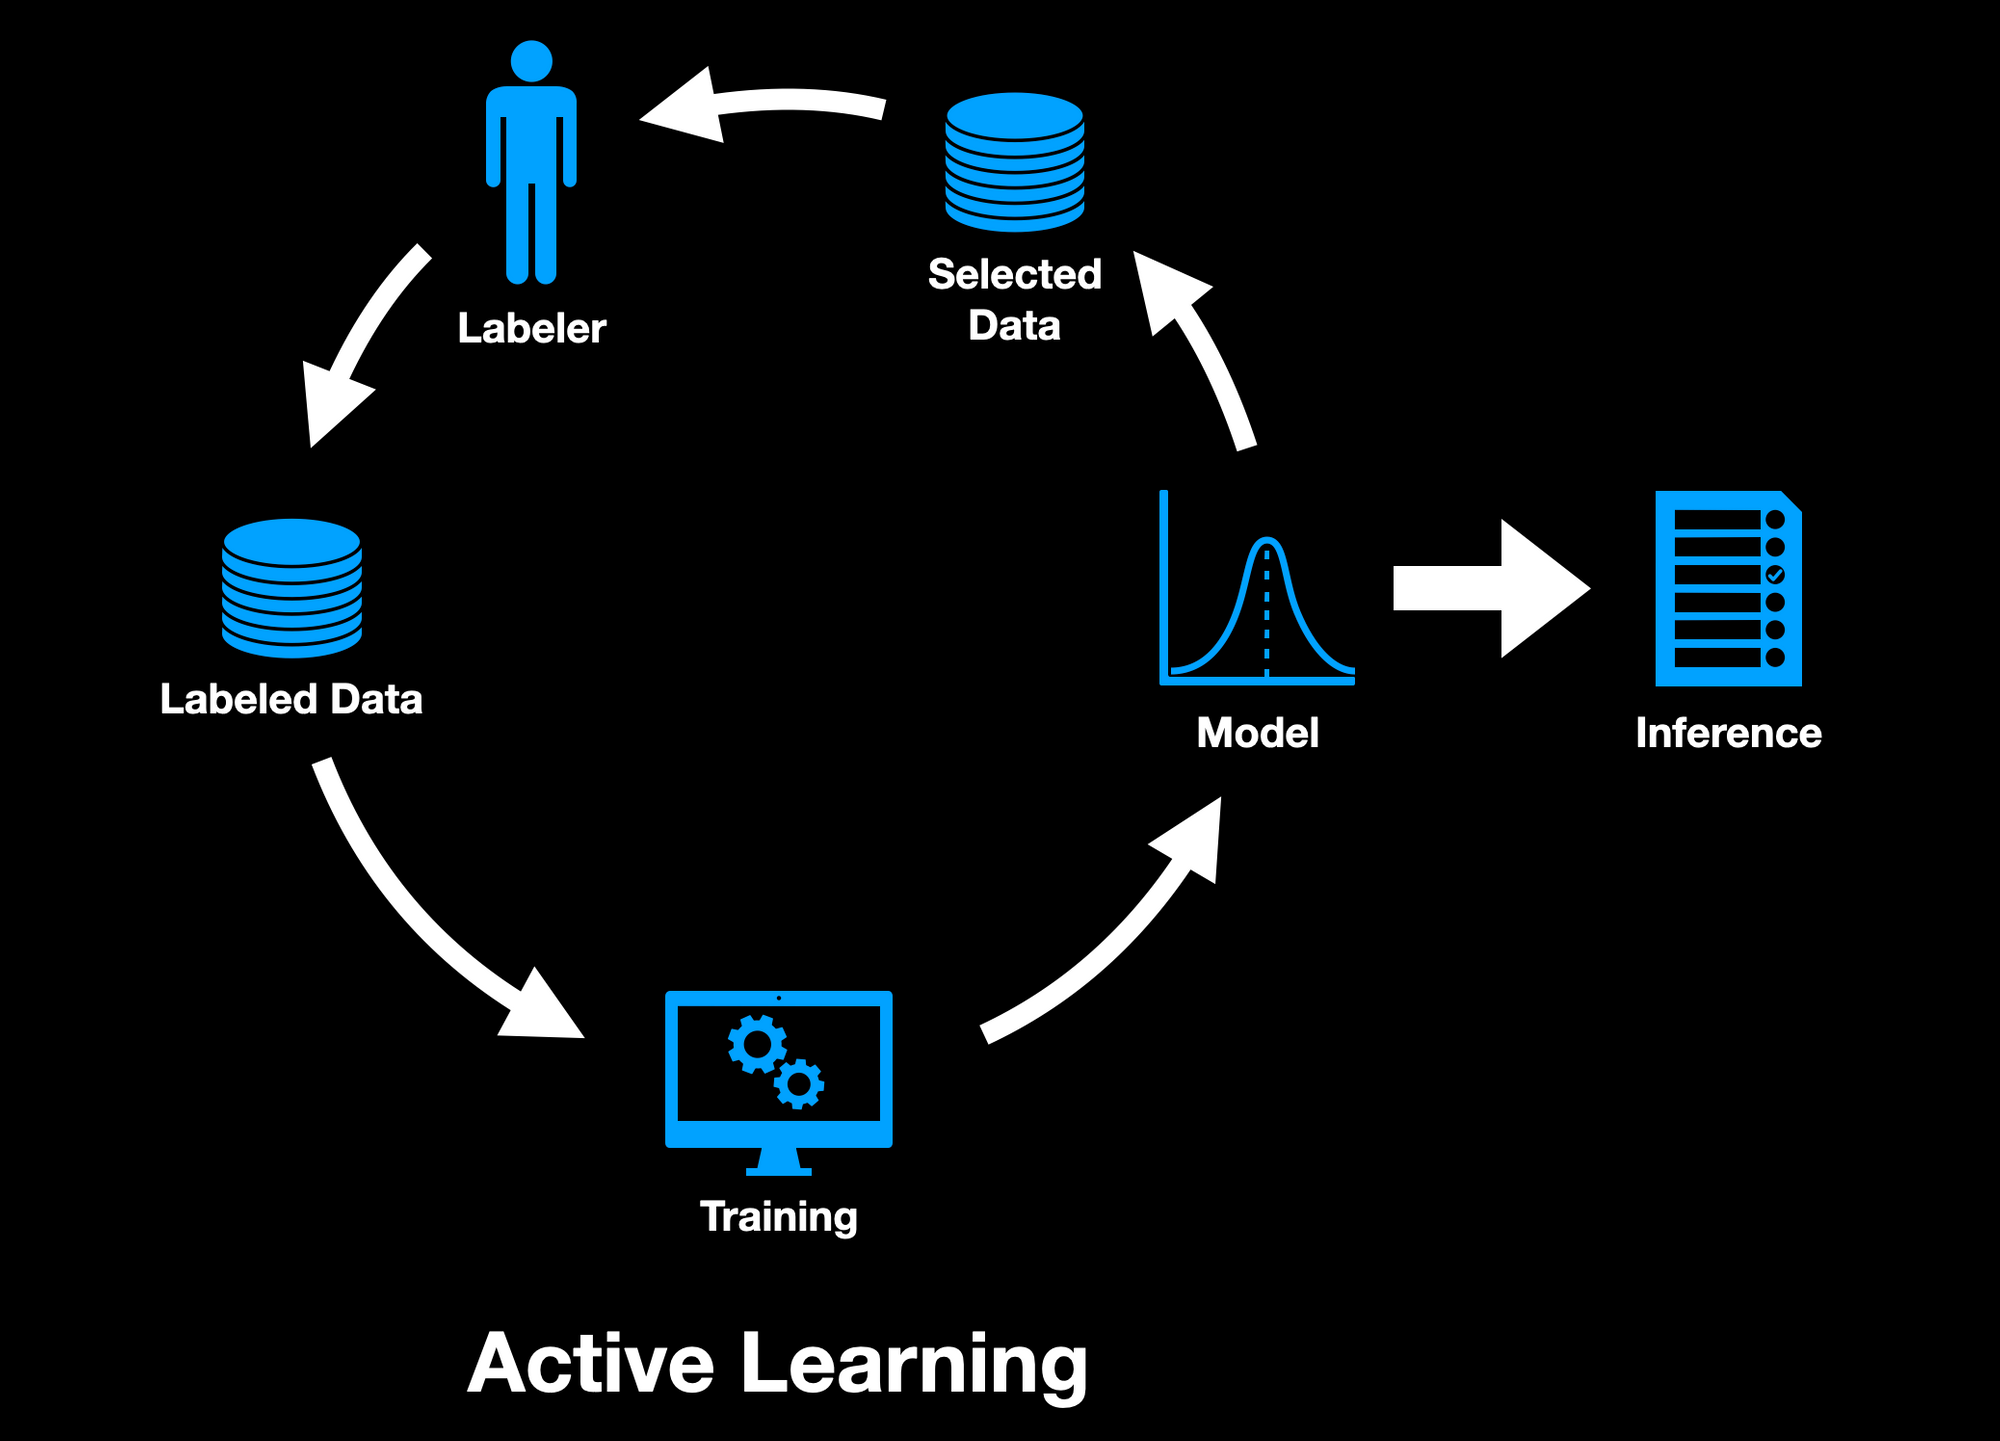 Selected
Data
Labeler
Labeled Data
Model
Inference
Training
Active Learning